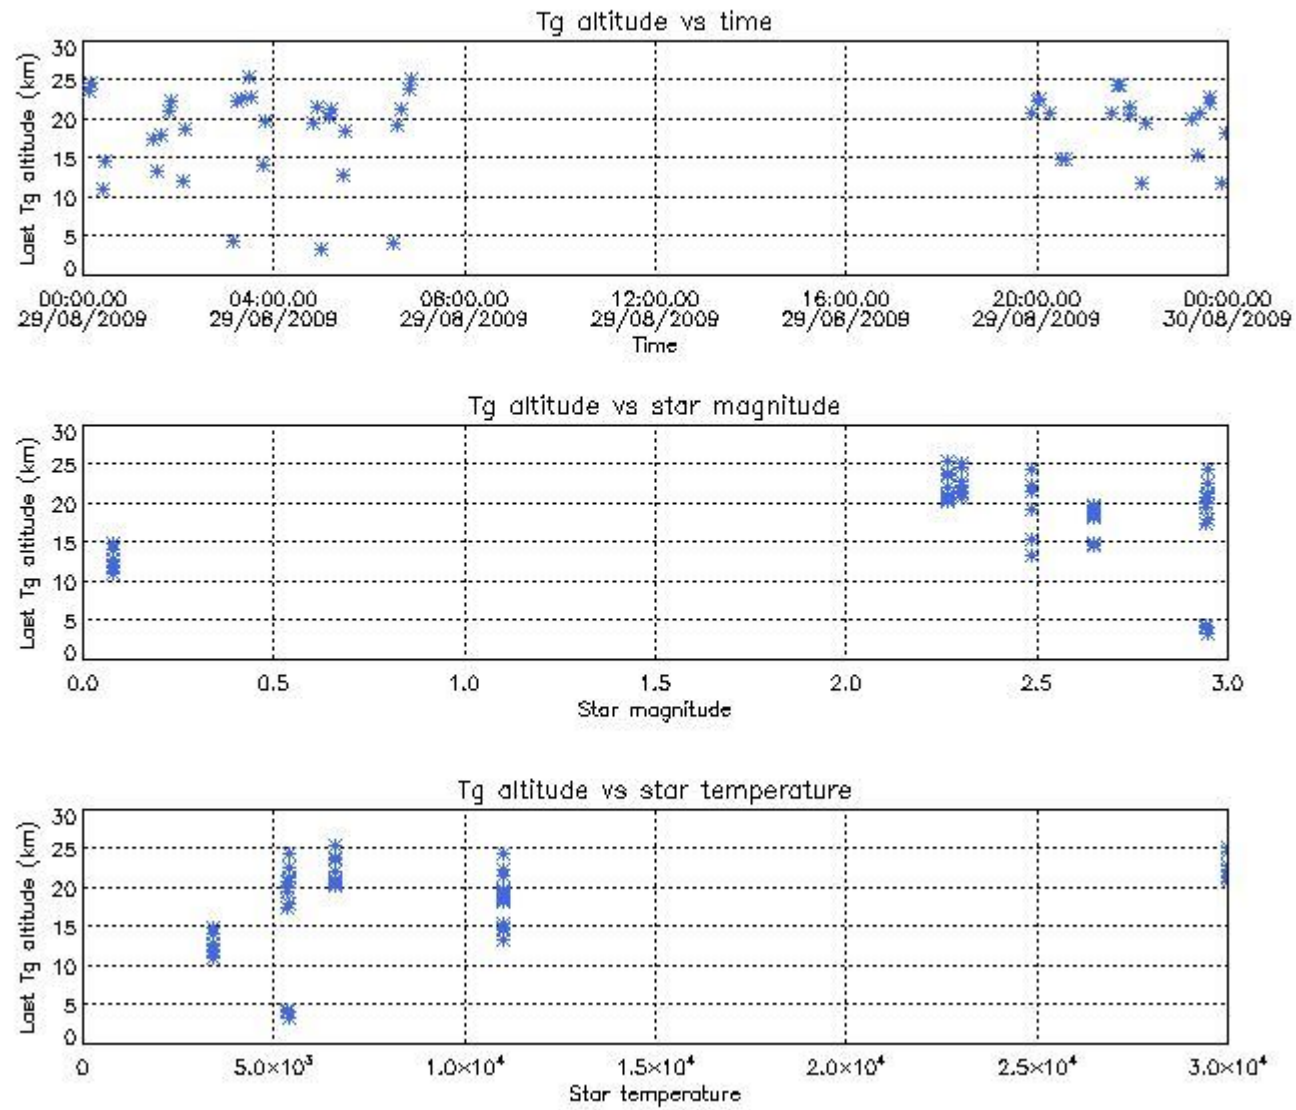 Tg altitude vs time
Last Tg altitude (km)
30
25
20
15
10
5
0
00:00.00 04:00.00 08:00.00 12:00.00 16:00.00 20:00.00 00:00.00
29/08/2009 29/08/2009 29/08/2009 29/08/2009 29/08/2009 29/08/2009 30/08/2009
Time
Tg altitude vs star magnitude
Last Tg altitude (km)
30
25
20
15
10
5
0
0.0 0.5 1.0 1.5 2.0 2.5 3.0
Star magnitude
Tg altitude vs star temperature
Last Tg altitude (km)
30
25
20
15
10
5
0
0 5.0×10³ 1.0×10⁴ 1.5×10⁴ 2.0×10⁴ 2.5×10⁴ 3.0×10⁴
Star temperature